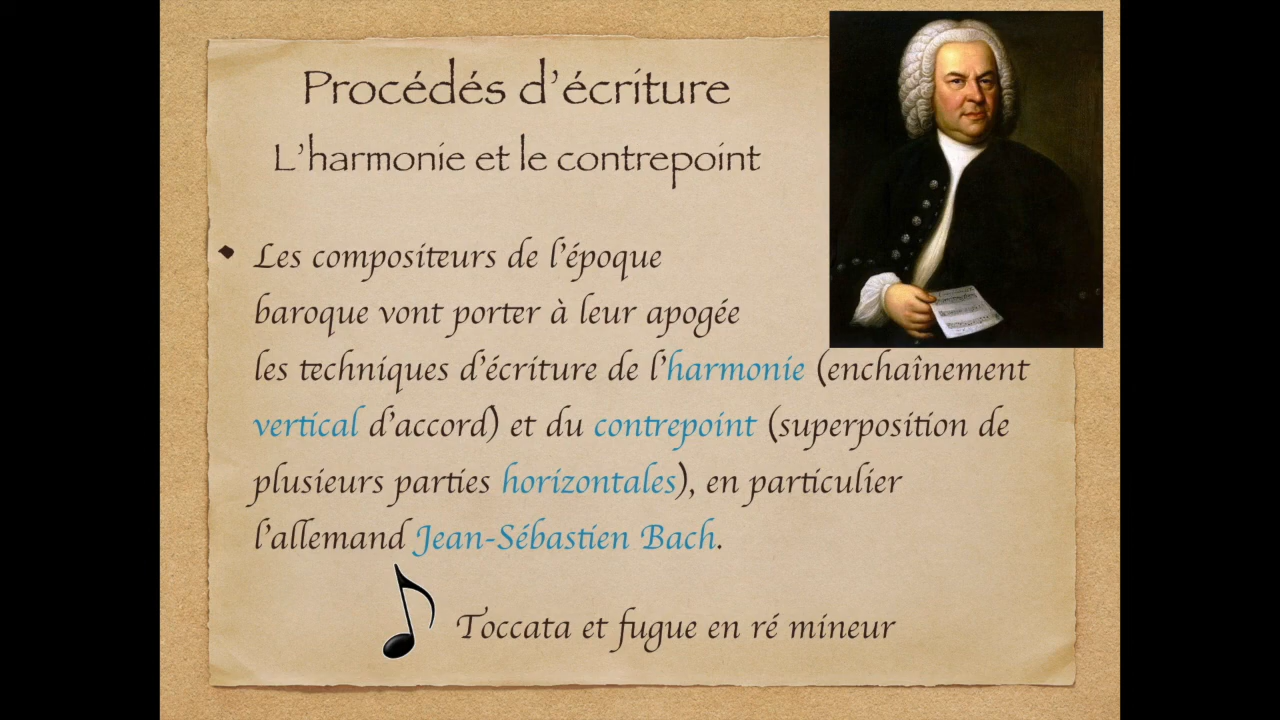 Procédés d'écriture
L'harmonie et le contrepoint
Les compositeurs de l'époque
baroque vont porter à leur apogée
les techniques d'écriture de l'harmonie (enchaînement
vertical d'accord) et du contrepoint (superposition de
plusieurs parties horizontales), en particulier
l'allemand Jean-Sébastien Bach.
Toccata et fugue en ré mineur